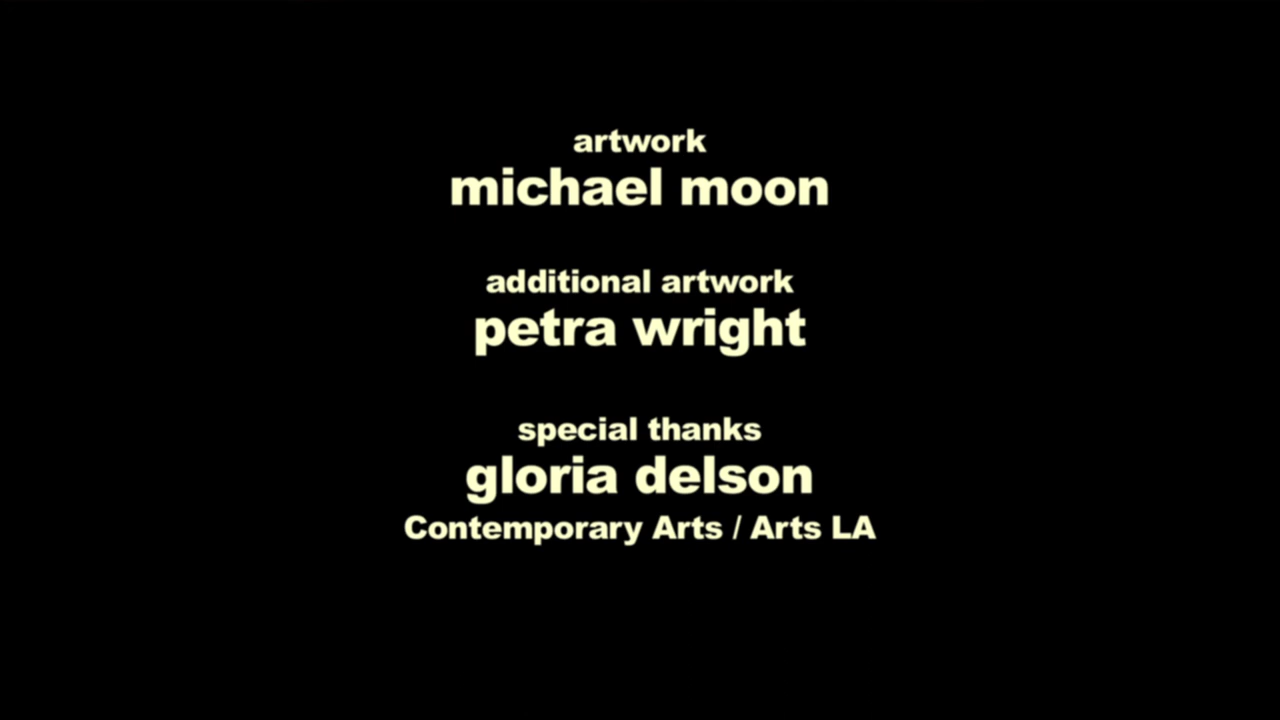 artwork
michael moon
additional artwork
petra wright
special thanks
gloria delson
Contemporary Arts / Arts LA